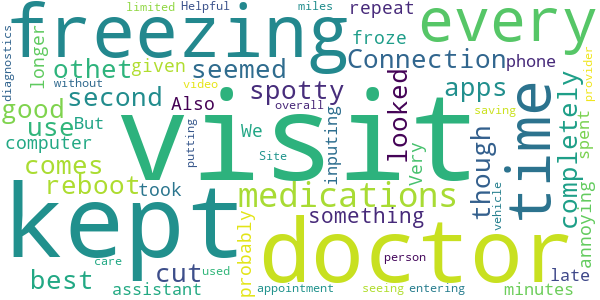 limited Helpful miles
freezing every
repeat
froze
Connection phone
diagnostics longer othet given seemed without
spotty video
second Also looked overall apps
good use But
computer We
visit
putting inputing Very Site
though time completely spent provider
saving
comes reboot took
medications
kept doctor
something
probably
person vehicle annoying
cut care
best used late
assistant appointment seeing entering minutes